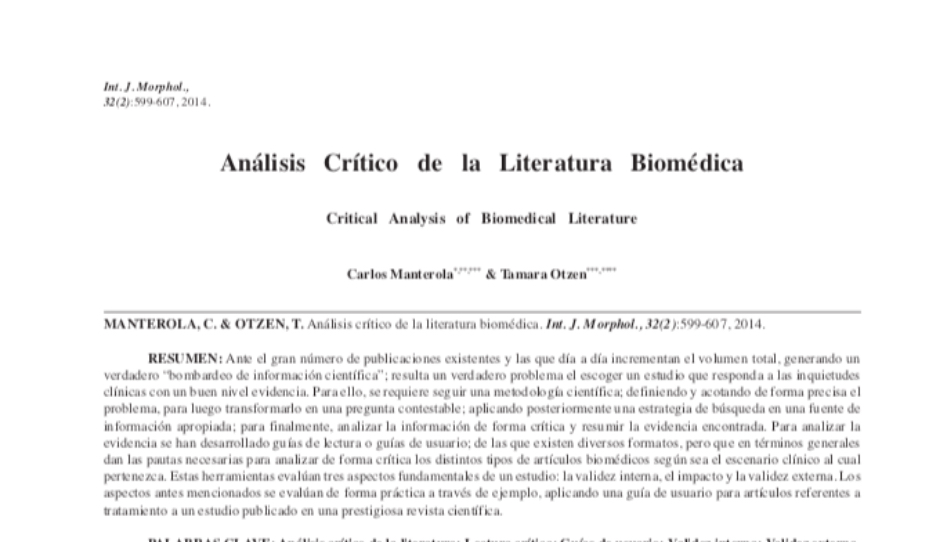 Int. J. Morphol.,
32(2):599-607, 2014.
Análisis Crítico de la Literatura Biomédica
Critical Analysis of Biomedical Literature
Carlos Manterola*,**,*** & Tamara Otzen
MANTEROLA, C. & OTZEN, T. Análisis crítico de la literatura biomédica. Int. J. Morphol., 32(2):599-607, 2014.
RESUMEN: Ante el gran número de publicaciones existentes y las que día a día incrementan el volumen total, generando un
verdadero "bombardeo de información científica"; resulta un verdadero problema el escoger un estudio que responda a las inquietudes
clínicas con un buen nivel evidencia. Para ello, se requiere seguir una metodología científica; definiendo y acotando de forma precisa el
problema, para luego transformarlo en una pregunta contestable; aplicando posteriormente una estrategia de búsqueda en una fuente de
información apropiada; para finalmente, analizar la información de forma crítica y resumir la evidencia encontrada. Para analizar la
evidencia se han desarrollado guías de lectura o guías de usuario; de las que existen diversos formatos, pero que en términos generales
dan las pautas necesarias para analizar de forma crítica los distintos tipos de artículos biomédicos según sea el escenario clínico al cual
pertenezca. Estas herramientas evalúan tres aspectos fundamentales de un estudio: la validez interna, el impacto y la validez externa. Los
aspectos antes mencionados se evalúan de forma práctica a través de ejemplo, aplicando una guía de usuario para artículos referentes a
tratamiento a un estudio publicado en una prestigiosa revista científica.